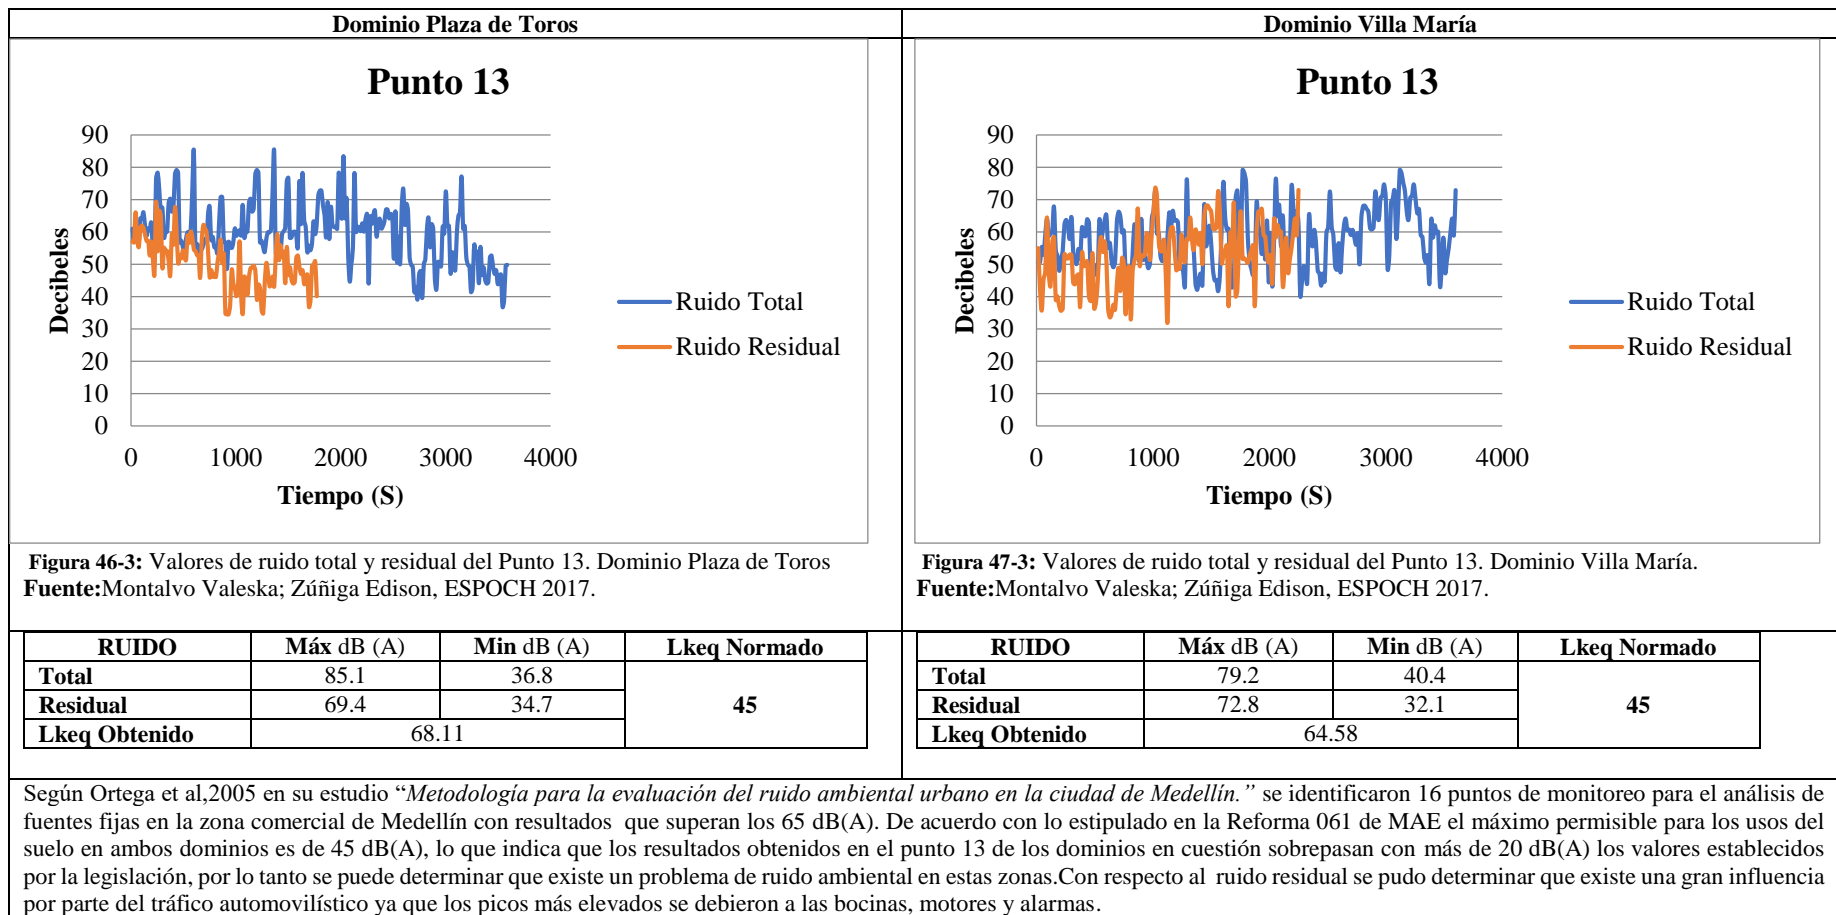 Dominio Plaza de Toros
Punto 13
90
80
70
60
50
40
30
20
10
0
Decibeles
0 1000 2000 3000 4000
Tiempo (S)
Ruido Total
Ruido Residual
Figura 46-3: Valores de ruido total y residual del Punto 13. Dominio Plaza de Toros
Fuente:Montalvo Valeska; Zúñiga Edison, ESPOCH 2017.
RUIDO Máx dB (A) Min dB (A) Lkeq Normado
Total 85.1 36.8
Residual 69.4 34.7 45
Lkeq Obtenido 68.11
Dominio Villa María
Punto 13
90
80
70
60
50
40
30
20
10
0
Decibeles
0 1000 2000 3000 4000
Tiempo (S)
Ruido Total
Ruido Residual
Figura 47-3: Valores de ruido total y residual del Punto 13. Dominio Villa María.
Fuente:Montalvo Valeska; Zúñiga Edison, ESPOCH 2017.
RUIDO Máx dB (A) Min dB (A) Lkeq Normado
Total 79.2 40.4
Residual 72.8 32.1 45
Lkeq Obtenido 64.58
Según Ortega et al,2005 en su estudio “Metodología para la evaluación del ruido ambiental urbano en la ciudad de Medellín.” se identificaron 16 puntos de monitoreo para el análisis de
fuentes fijas en la zona comercial de Medellín con resultados que superan los 65 dB(A). De acuerdo con lo estipulado en la Reforma 061 de MAE el máximo permisible para los usos del
suelo en ambos dominios es de 45 dB(A), lo que indica que los resultados obtenidos en el punto 13 de los dominios en cuestión sobrepasan con más de 20 dB(A) los valores establecidos
por la legislación, por lo tanto se puede determinar que existe un problema de ruido ambiental en estas zonas.Con respecto al ruido residual se pudo determinar que existe una gran influencia
por parte del tráfico automovilístico ya que los picos más elevados se debieron a las bocinas, motores y alarmas.